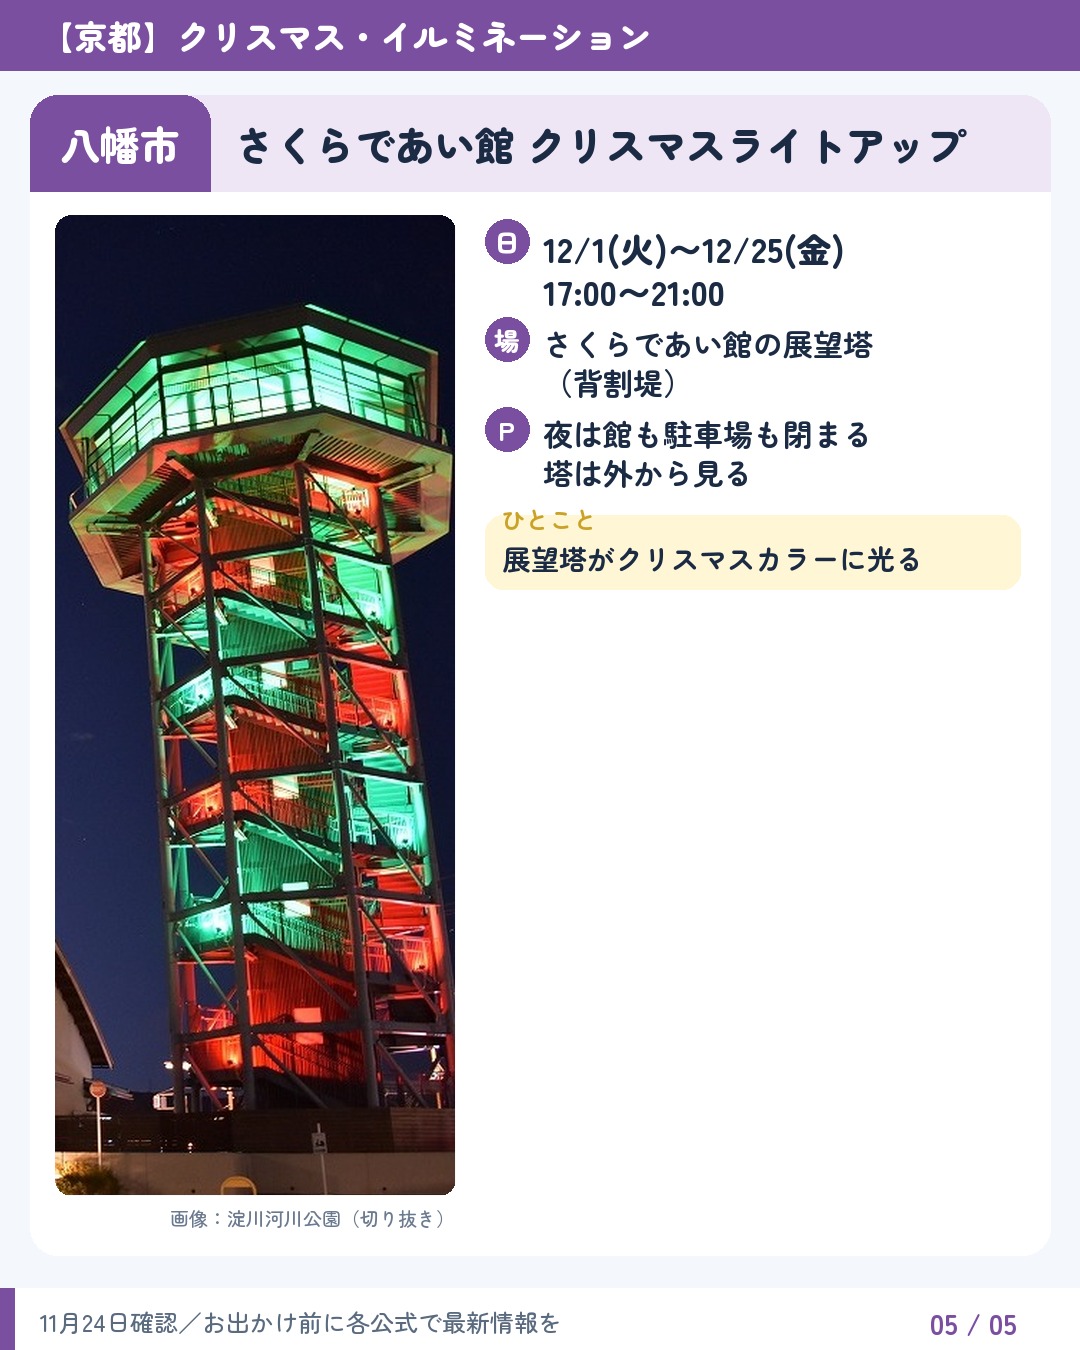 【京都】クリスマス・イルミネーション
八幡市
さくらであい館 クリスマスライトアップ
日 12/1(火)〜12/25(金)
17:00〜21:00
場 さくらであい館の展望塔
（背割堤）
P 夜は館も駐車場も閉まる
塔は外から見る
ひとこと
展望塔がクリスマスカラーに光る
画像：淀川河川公園（切り抜き）
11月24日確認／お出かけ前に各公式で最新情報を
05 / 05